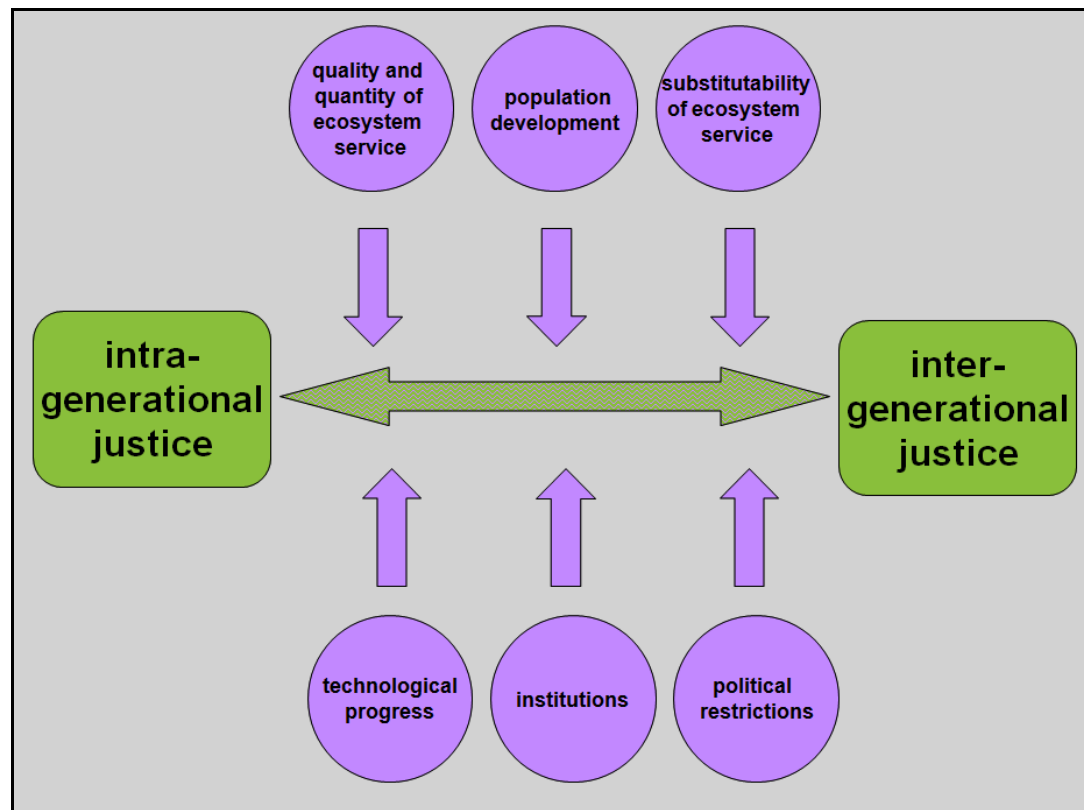 quality and
quantity of
ecosystem
service
population
development
substitutability
of ecosystem
service
intra-
generational
justice
inter-
generational
justice
technological
progress
institutions
political
restrictions